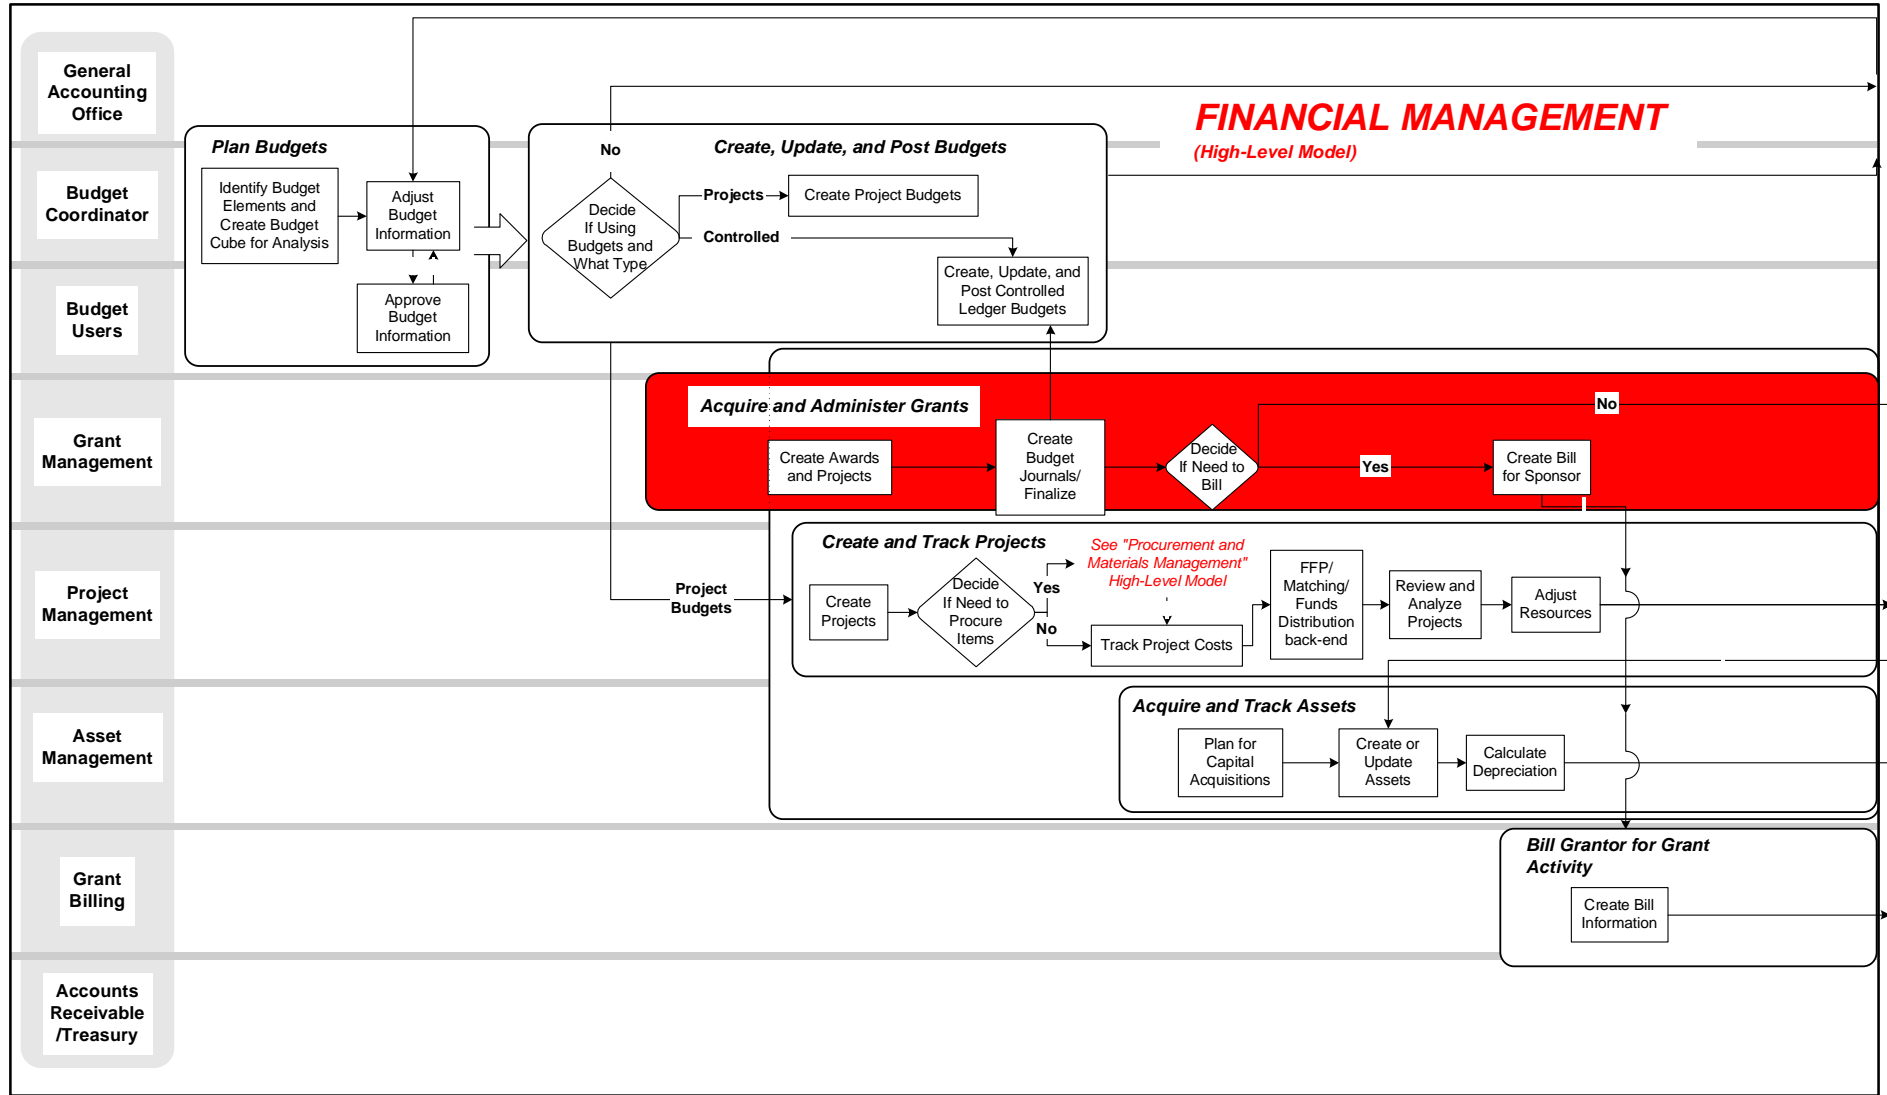 General
Accounting
Office
FINANCIAL MANAGEMENT
(High-Level Model)
Plan Budgets
No
Create, Update, and Post Budgets
Budget
Coordinator
Identify Budget
Elements and
Create Budget
Cube for Analysis
Adjust
Budget
Information
Decide
If Using
Budgets and
What Type
Projects
Create Project Budgets
Controlled
Budget
Users
Approve
Budget
Information
Create, Update, and
Post Controlled
Ledger Budgets
Grant
Management
Acquire and Administer Grants
Create Awards
and Projects
Create
Budget
Journals/
Finalize
Decide
If Need to
Bill
No
Yes
Create Bill
for Sponsor
Project
Management
Project
Budgets
Create and Track Projects
Create
Projects
Decide
If Need to
Procure
Items
Yes
No
See "Procurement and
Materials Management"
High-Level Model
Track Project Costs
FFP/
Matching/
Funds
Distribution
back-end
Review and
Analyze
Projects
Adjust
Resources
Asset
Management
Acquire and Track Assets
Plan for
Capital
Acquisitions
Create or
Update
Assets
Calculate
Depreciation
Grant
Billing
Bill Grantor for Grant
Activity
Create Bill
Information
Accounts
Receivable
/Treasury